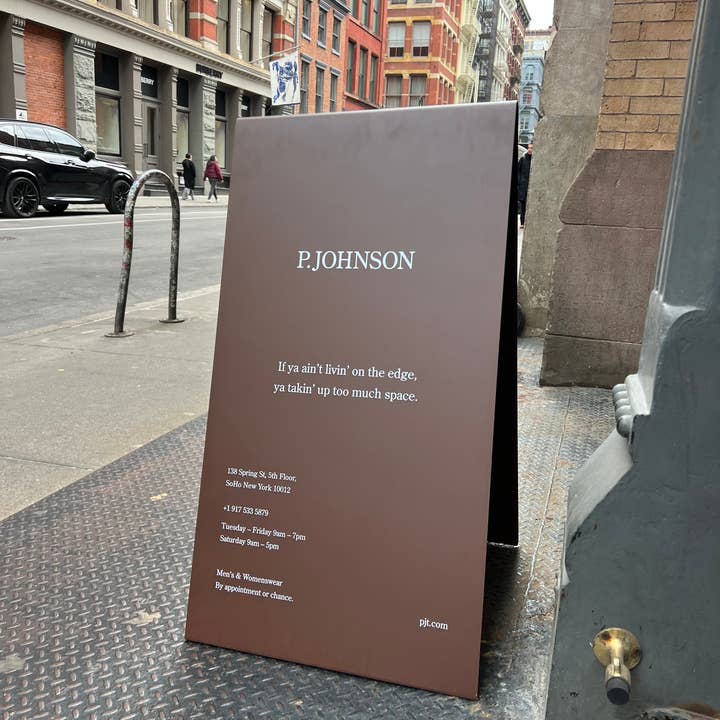 P. JOHNSON
If ya ain't livin' on the edge,
ya takin' up too much space.
138 Spring St, 5th Floor,
SoHo New York 10012
+1 917 533 5879
Tuesday – Friday 9am – 7pm
Saturday 9am – 5pm
Men's & Womenswear
By appointment or chance.
pjt.com